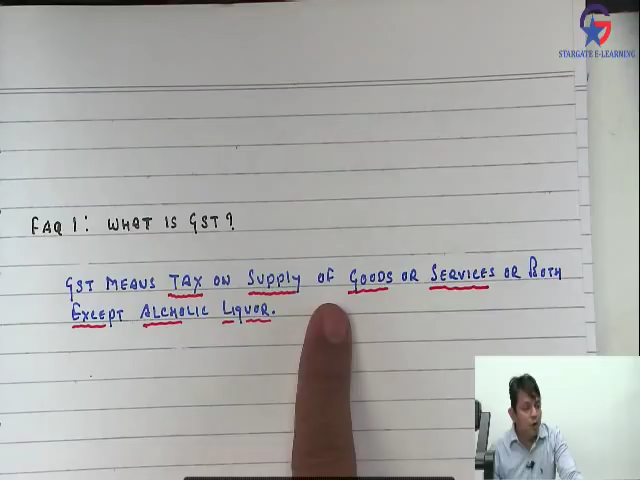 STARGATE E-LEARNING
FAQ 1: WHAT IS GST?
GST MEANS TAX ON SUPPLY OF GOODS OR SERVICES OR BOTH
EXCEPT ALCHOLIC LIQUOR.